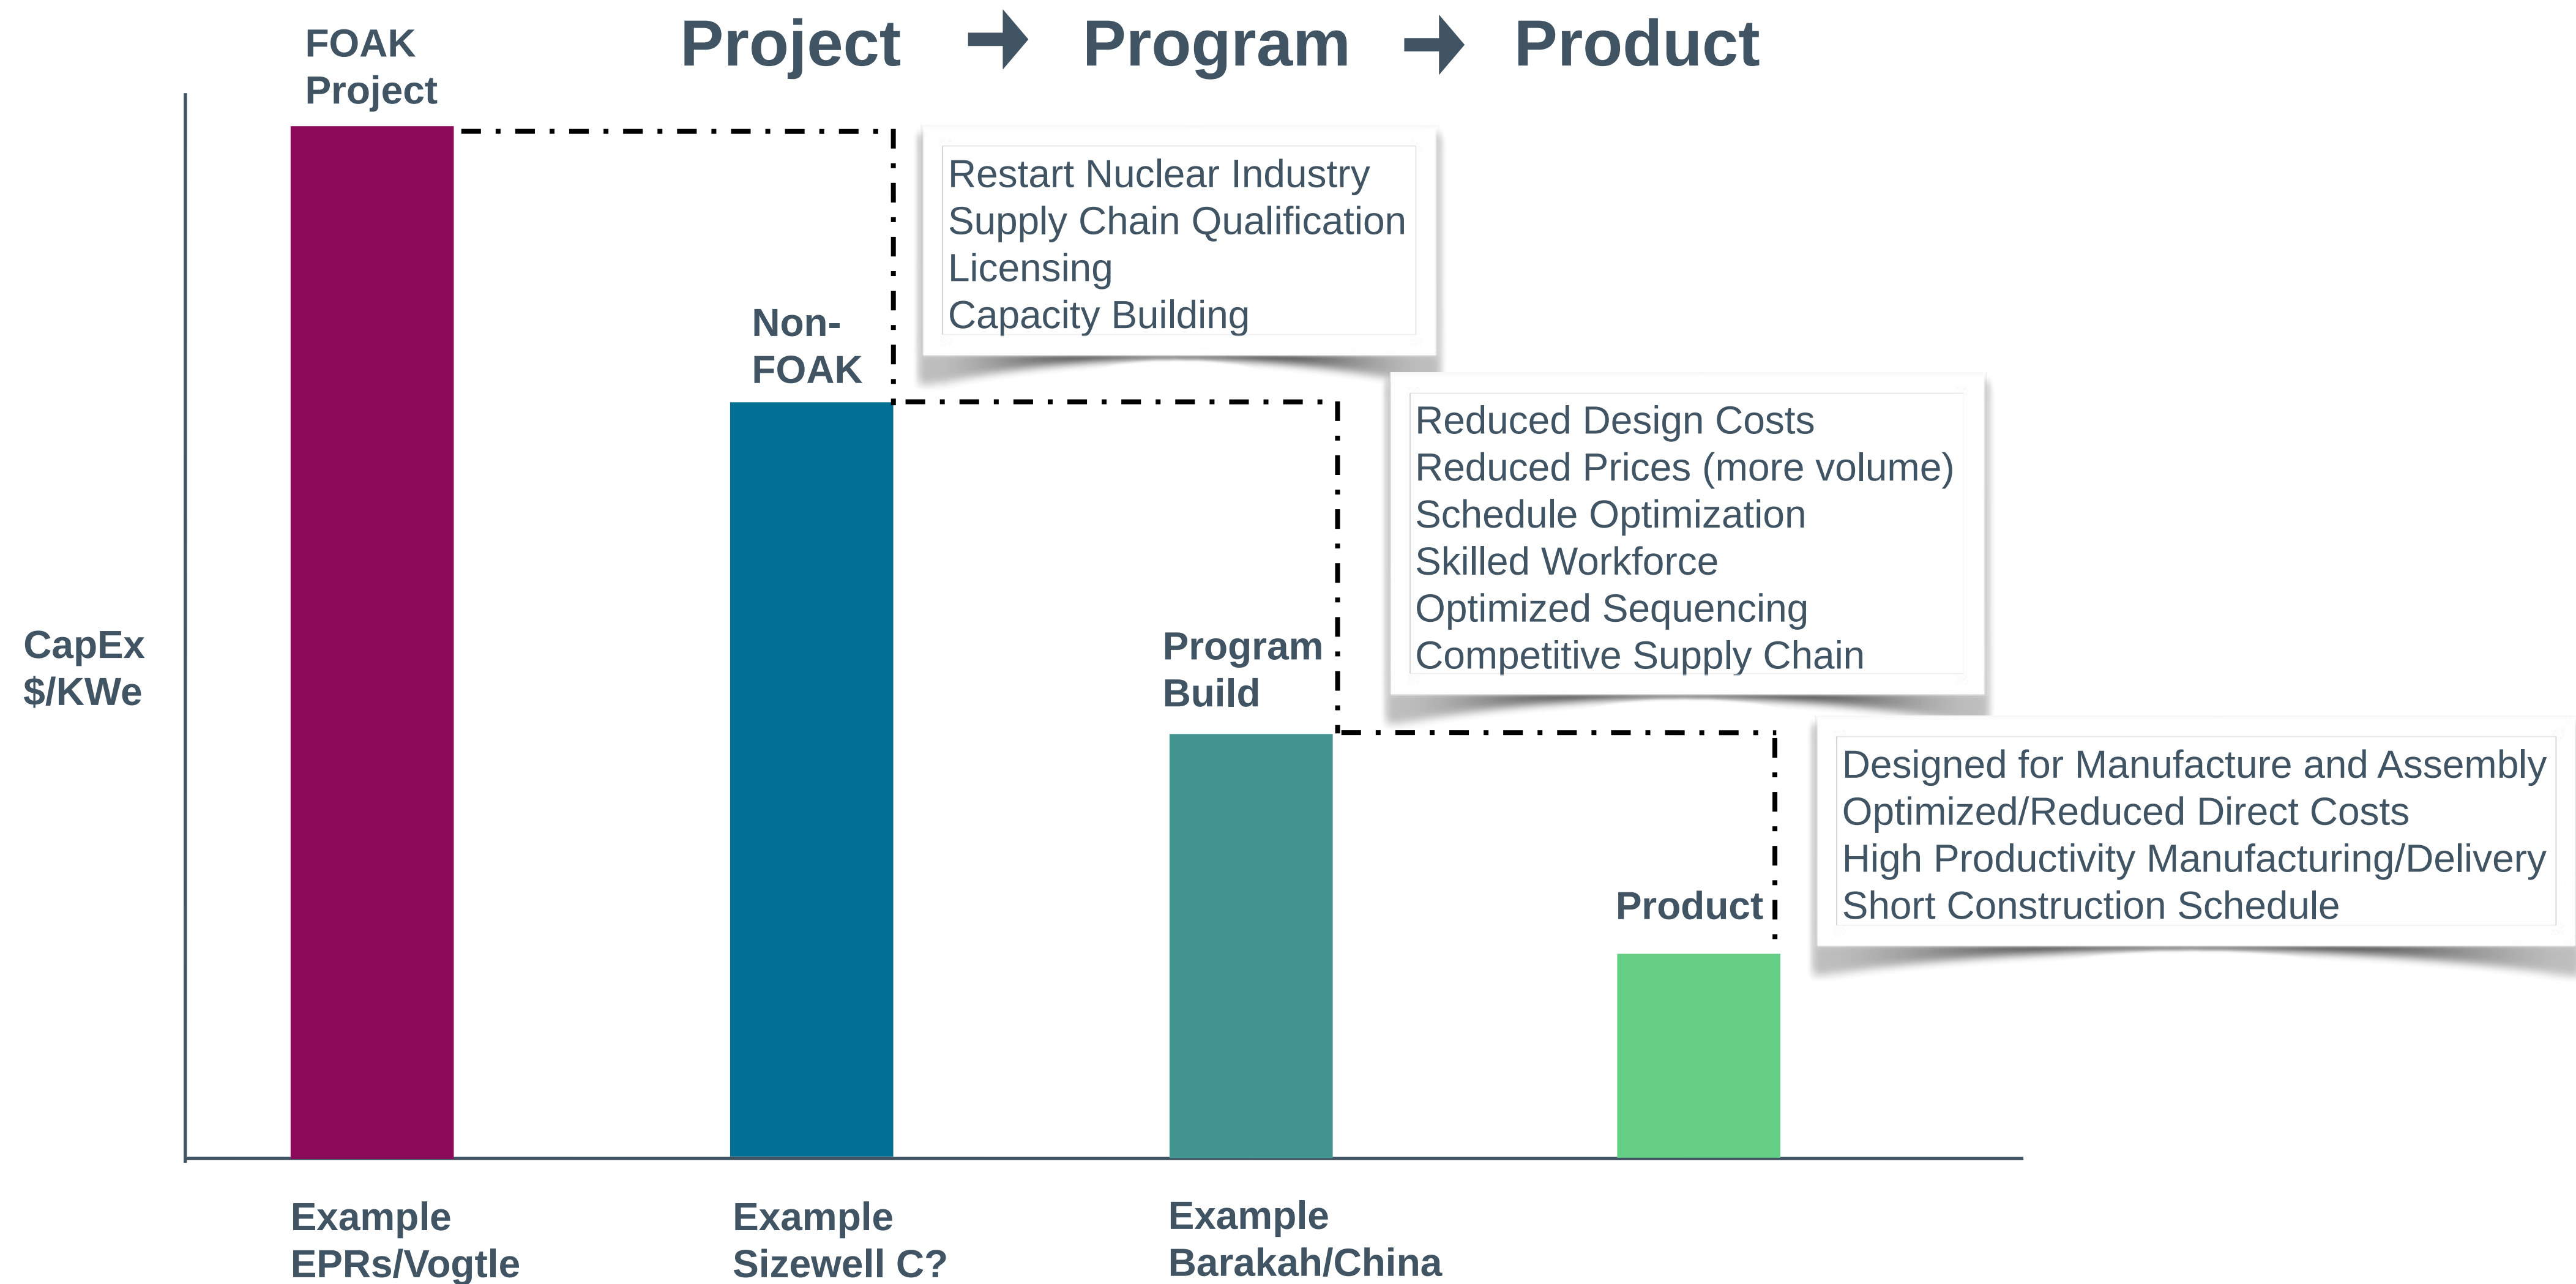 FOAK
Project
Project
Program
Product
Restart Nuclear Industry
Supply Chain Qualification
Licensing
Capacity Building
Non-
FOAK
Reduced Design Costs
Reduced Prices (more volume)
Schedule Optimization
Skilled Workforce
Optimized Sequencing
Competitive Supply Chain
CapEx
$/KWe
Program
Build
Designed for Manufacture and Assembly
Optimized/Reduced Direct Costs
High Productivity Manufacturing/Delivery
Short Construction Schedule
Product
Example
EPRs/Vogtle
Example
Sizewell C?
Example
Barakah/China